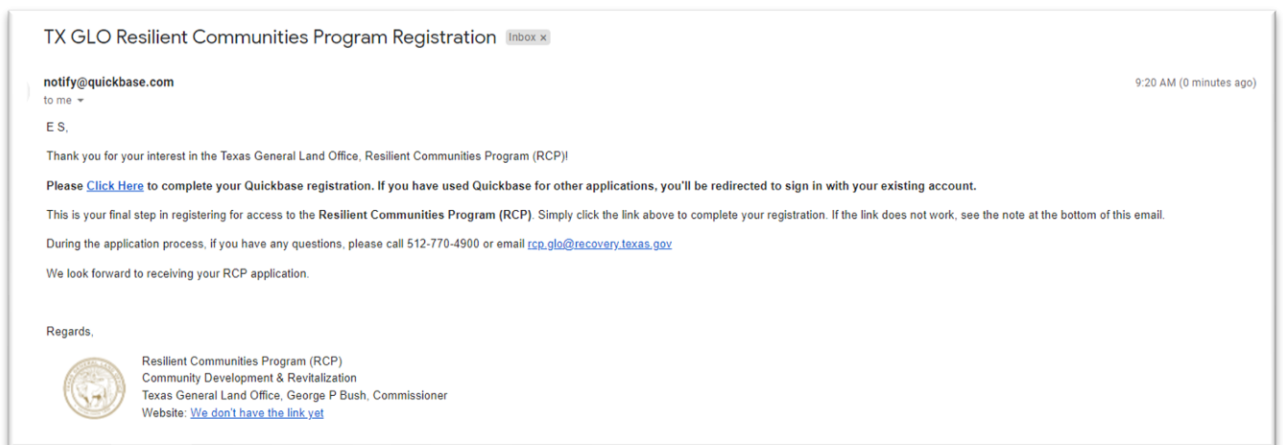 TX GLO Resilient Communities Program Registration Inbox x
notify@quickbase.com 9:20 AM (0 minutes ago)
to me
E S,
Thank you for your interest in the Texas General Land Office, Resilient Communities Program (RCP)!
Please Click Here to complete your Quickbase registration. If you have used Quickbase for other applications, you'll be redirected to sign in with your existing account.
This is your final step in registering for access to the Resilient Communities Program (RCP). Simply click the link above to complete your registration. If the link does not work, see the note at the bottom of this email.
During the application process, if you have any questions, please call 512-770-4900 or email rcp.glo@recovery.texas.gov
We look forward to receiving your RCP application.
Regards,
Resilient Communities Program (RCP)
Community Development & Revitalization
Texas General Land Office, George P Bush, Commissioner
Website: We don't have the link yet